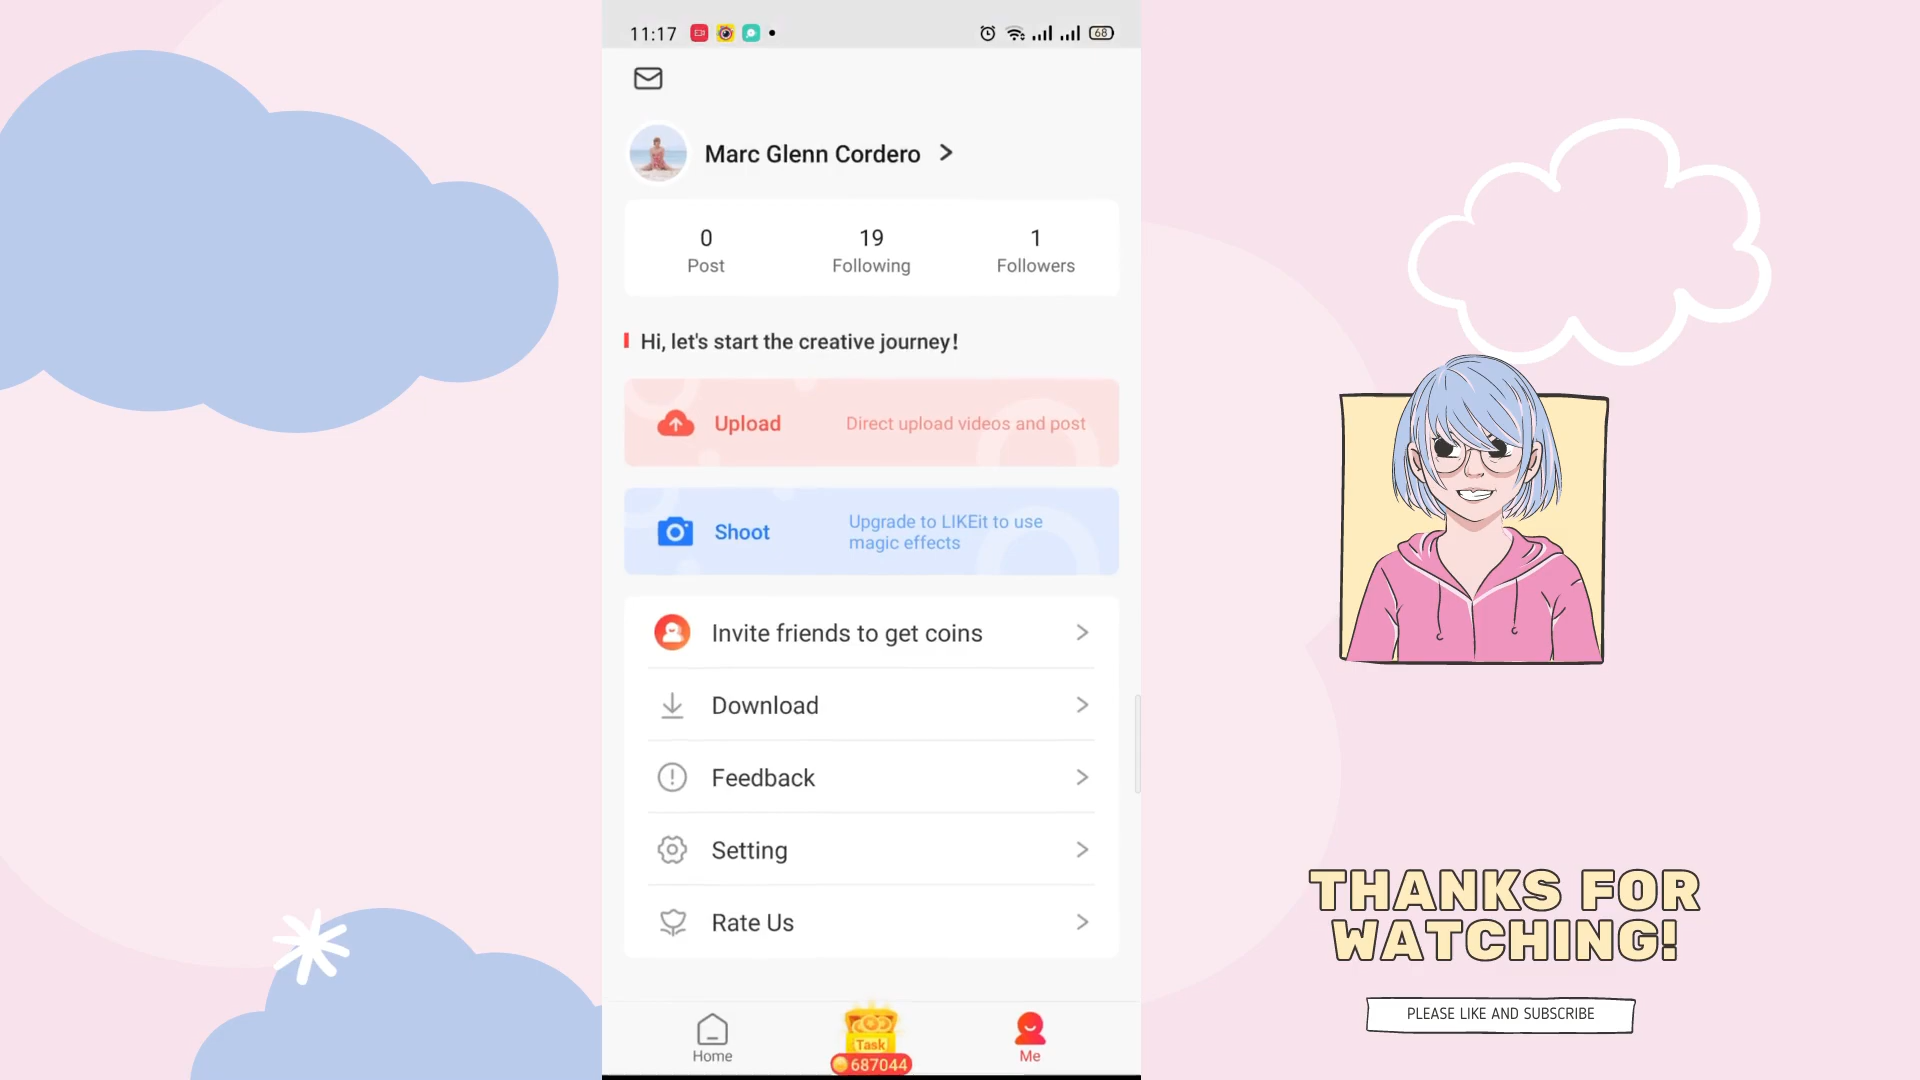 11:17
68
Marc Glenn Cordero
0
Post
19
Following
1
Followers
Hi, let's start the creative journey!
Upload
Direct upload videos and post
Shoot
Upgrade to LIKEit to use
magic effects
Invite friends to get coins
Download
Feedback
Setting
Rate Us
Home
Task
687044
Me
THANKS FOR
WATCHING!
PLEASE LIKE AND SUBSCRIBE